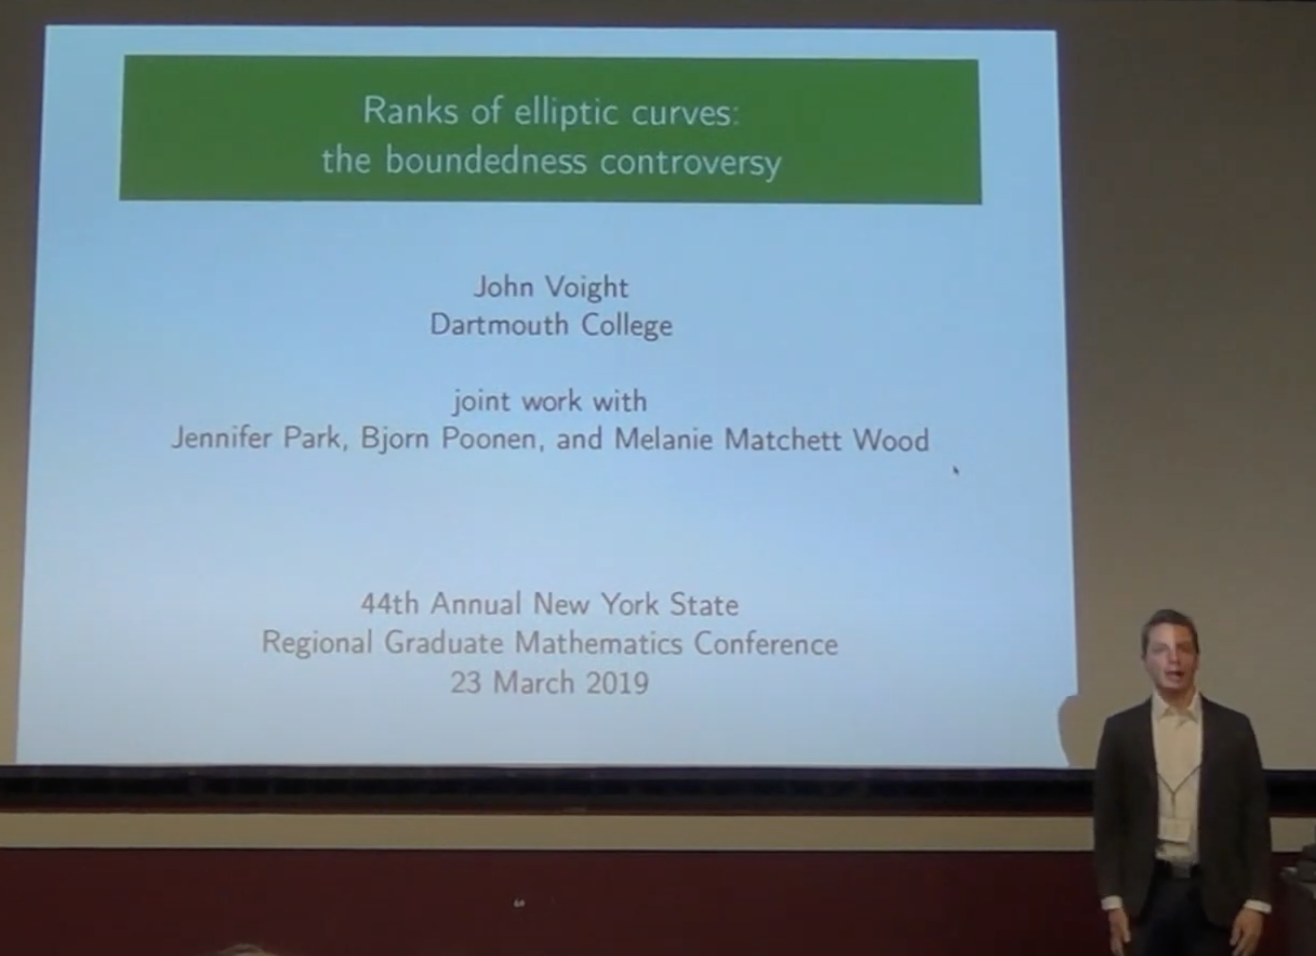 Ranks of elliptic curves:
the boundedness controversy
John Voight
Dartmouth College
joint work with
Jennifer Park, Bjorn Poonen, and Melanie Matchett Wood
44th Annual New York State
Regional Graduate Mathematics Conference
23 March 2019